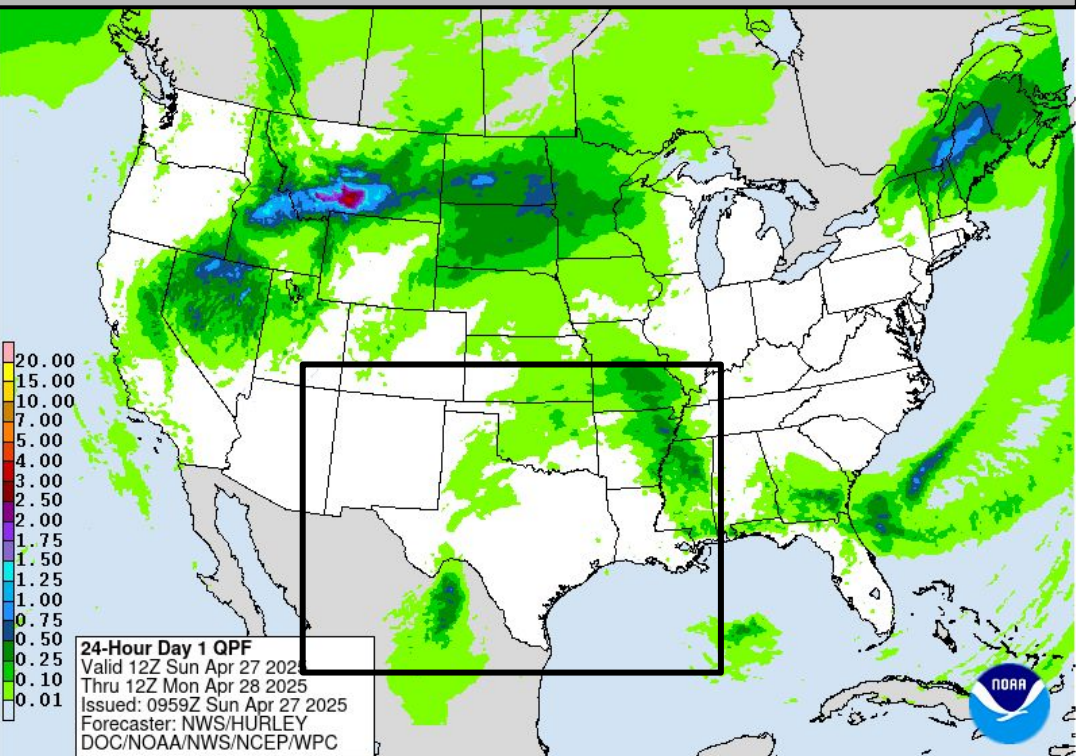 20.00
15.00
10.00
7.00
5.00
4.00
3.00
2.50
2.00
1.75
1.50
1.25
1.00
0.75
0.50
0.25
0.10
0.01
24-Hour Day 1 QPF
Valid 12Z Sun Apr 27 2025
Thru 12Z Mon Apr 28 2025
Issued: 0959Z Sun Apr 27 2025
Forecaster: NWS/HURLEY
DOC/NOAA/NWS/NCEP/WPC
NOAA